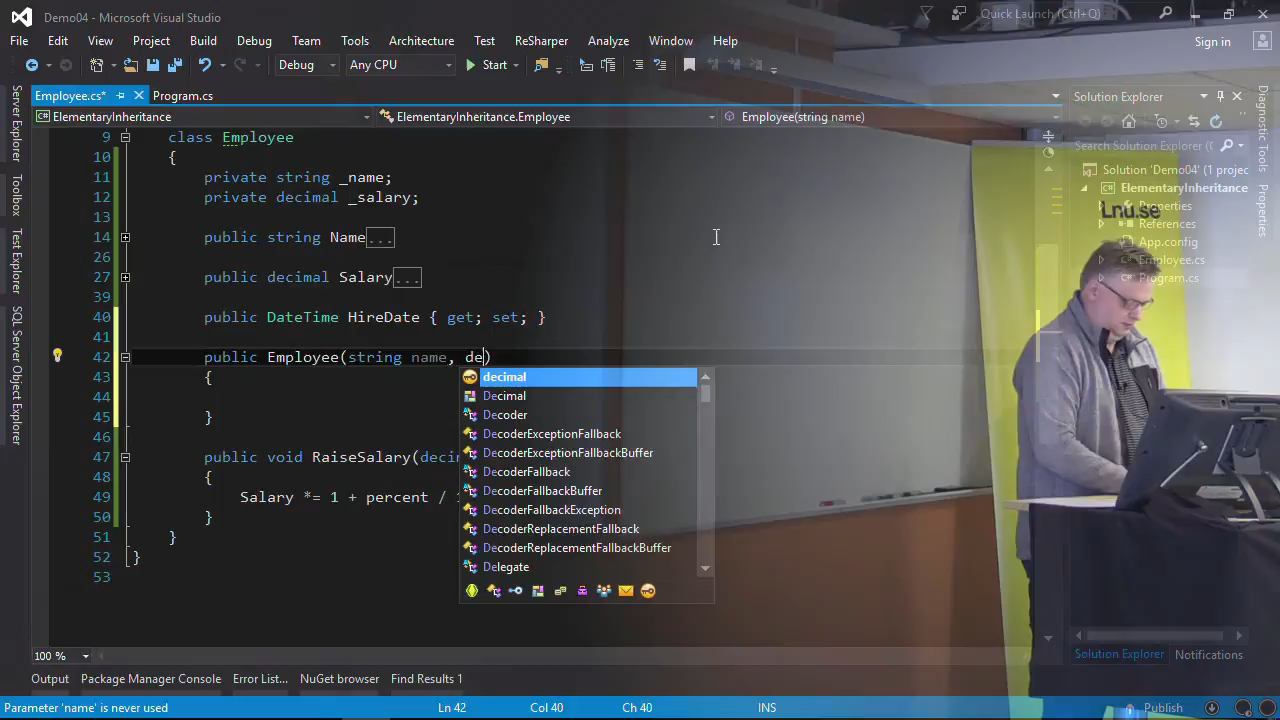 Demo04 - Microsoft Visual Studio
Quick Launch (Ctrl+Q)
File Edit View Project Build Debug Team Tools Architecture Test ReSharper Analyze Window Help
Sign in
Debug Any CPU Start
Employee.cs* Program.cs
Solution Explorer
ElementaryInheritance ElementaryInheritance.Employee Employee(string name)
Search Solution Explorer (C
Solution 'Demo04' (1 projec
ElementaryInheritance
Properties
Lnu.se
References
App.config
Employee.cs
Program.cs
Server Explorer
Toolbox
Test Explorer
SQL Server Object Explorer
Diagnostic Tools
Properties
9 class Employee
10 {
11 private string _name;
12 private decimal _salary;
13
14 public string Name...
26
27 public decimal Salary...
39
40 public DateTime HireDate { get; set; }
41
42 public Employee(string name, de)
43 {
44
45 }
46
47 public void RaiseSalary(deci
48 {
49 Salary *= 1 + percent / 1
50 }
51 }
52 }
53
decimal
Decimal
Decoder
DecoderExceptionFallback
DecoderExceptionFallbackBuffer
DecoderFallback
DecoderFallbackBuffer
DecoderFallbackException
DecoderReplacementFallback
DecoderReplacementFallbackBuffer
Delegate
100 %
Solution Explorer Notifications
Output Package Manager Console Error List... NuGet browser Find Results 1
Parameter 'name' is never used Ln 42 Col 40 Ch 40 INS Publish